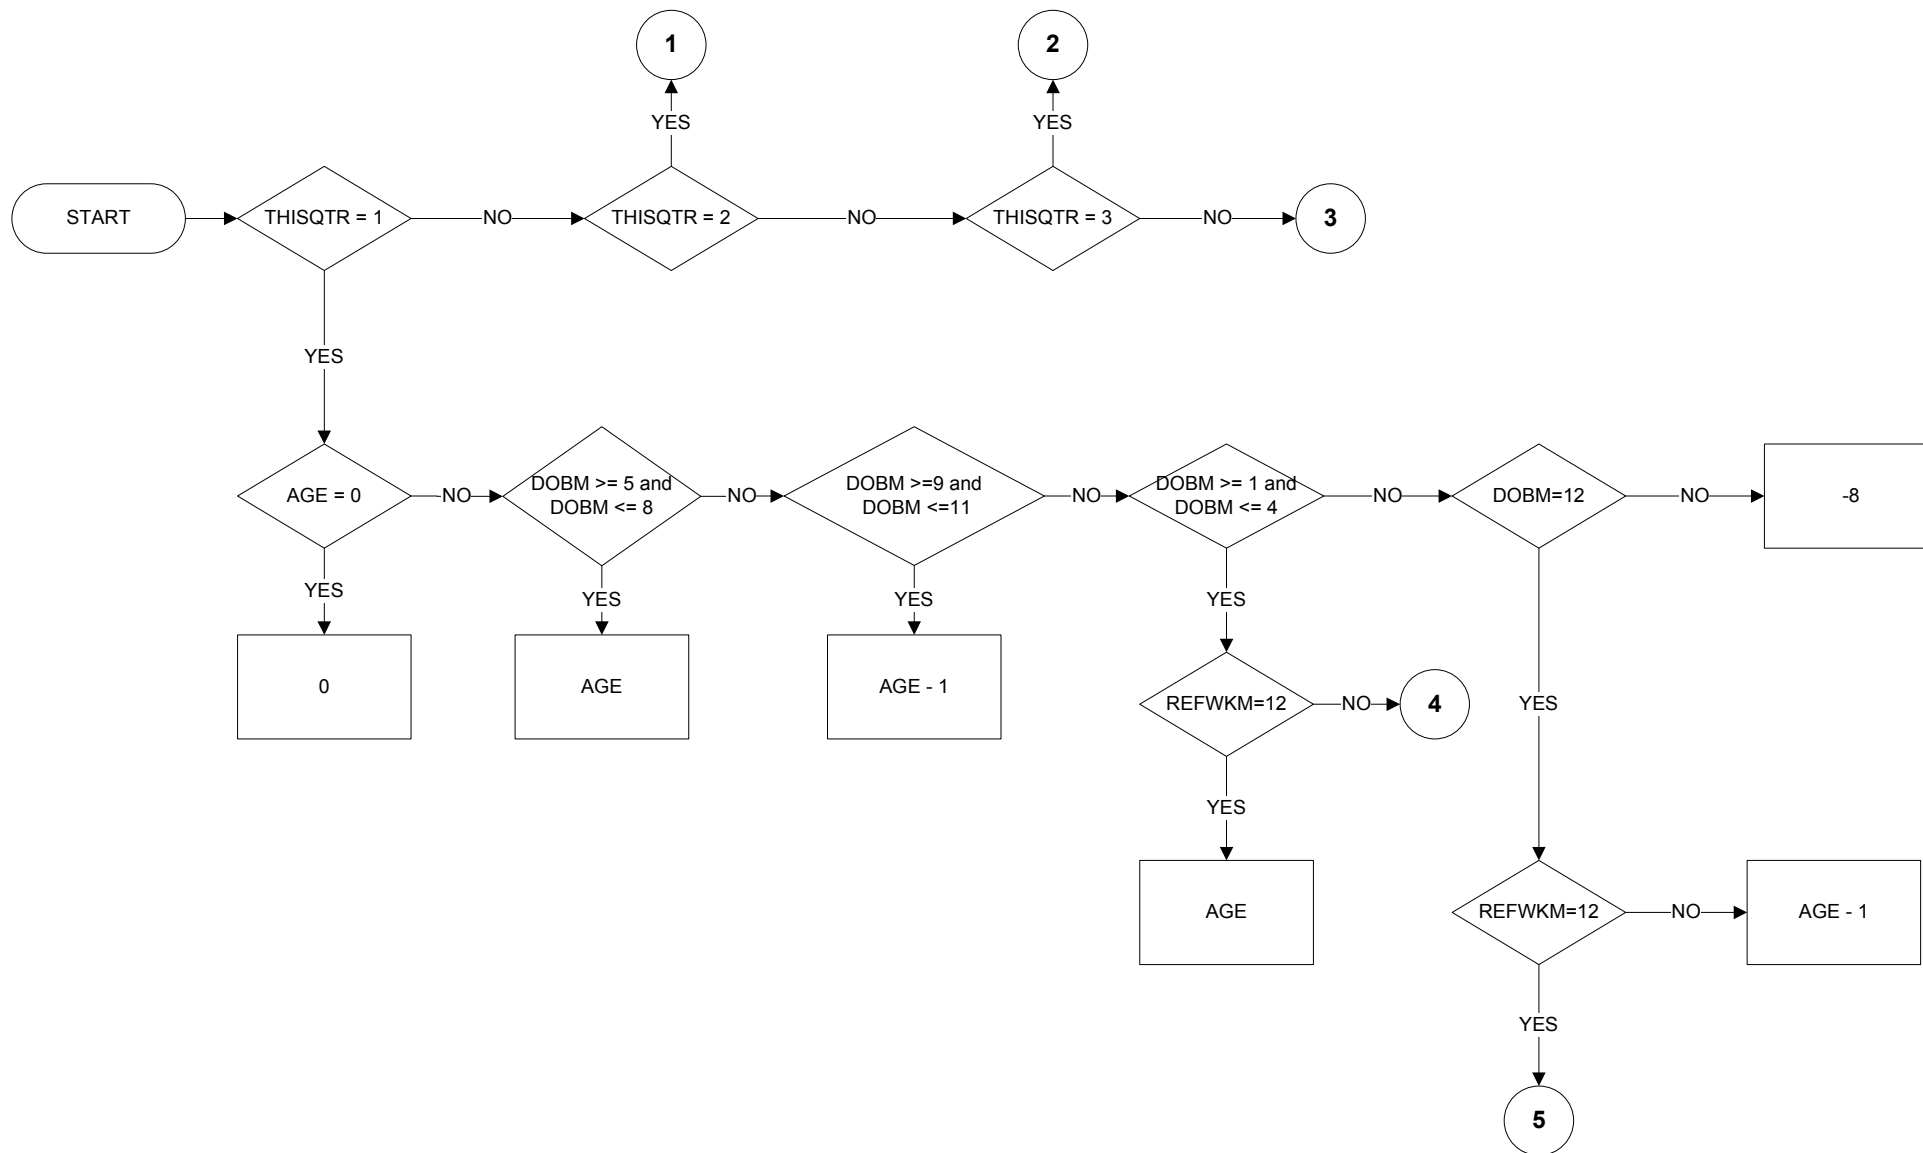 1
2
YES
YES
START
THISQTR = 1
NO
THISQTR = 2
NO
THISQTR = 3
NO
3
YES
AGE = 0
NO
DOBM >= 5 and
DOBM <= 8
NO
DOBM >=9 and
DOBM <=11
NO
DOBM >= 1 and
DOBM <= 4
NO
DOBM=12
NO
-8
YES
YES
YES
YES
0
AGE
AGE - 1
REFWKM=12
NO
4
YES
YES
AGE
REFWKM=12
NO
AGE - 1
YES
5